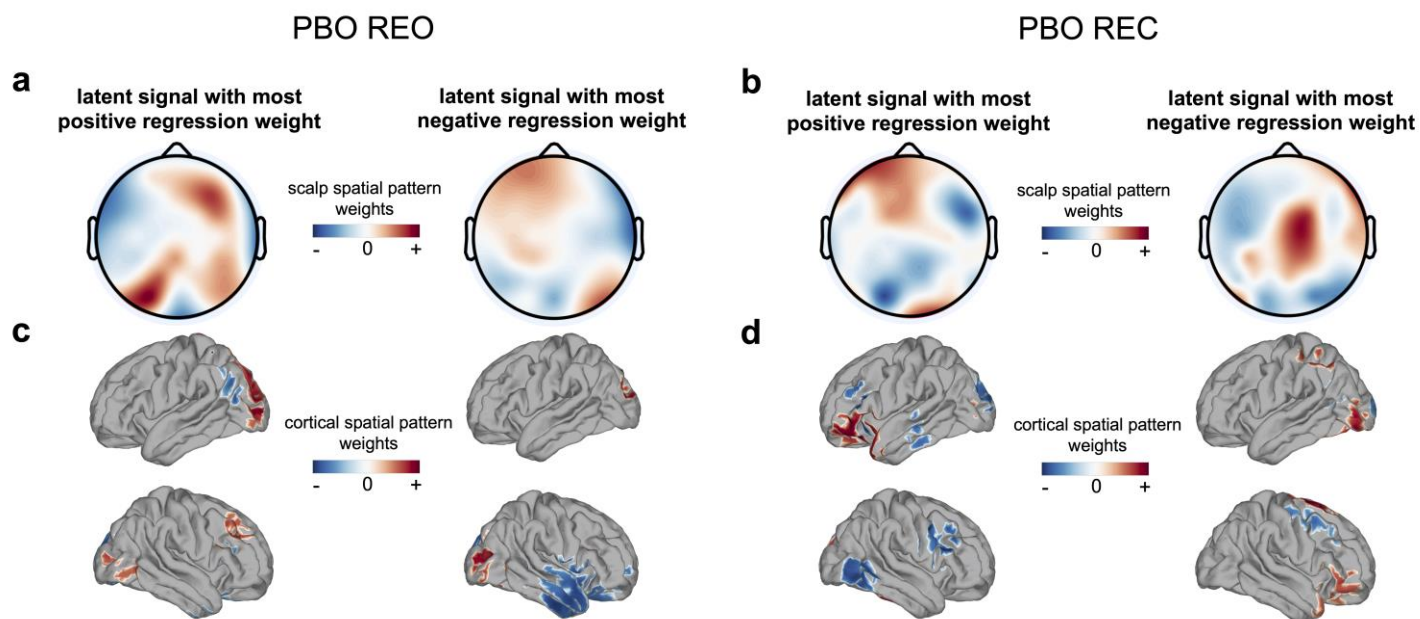 PBO REO
PBO REC
a
latent signal with most
positive regression weight
latent signal with most
negative regression weight
scalp spatial pattern
weights
- 0 +
b
latent signal with most
positive regression weight
latent signal with most
negative regression weight
scalp spatial pattern
weights
- 0 +
c
cortical spatial pattern
weights
- 0 +
d
cortical spatial pattern
weights
- 0 +